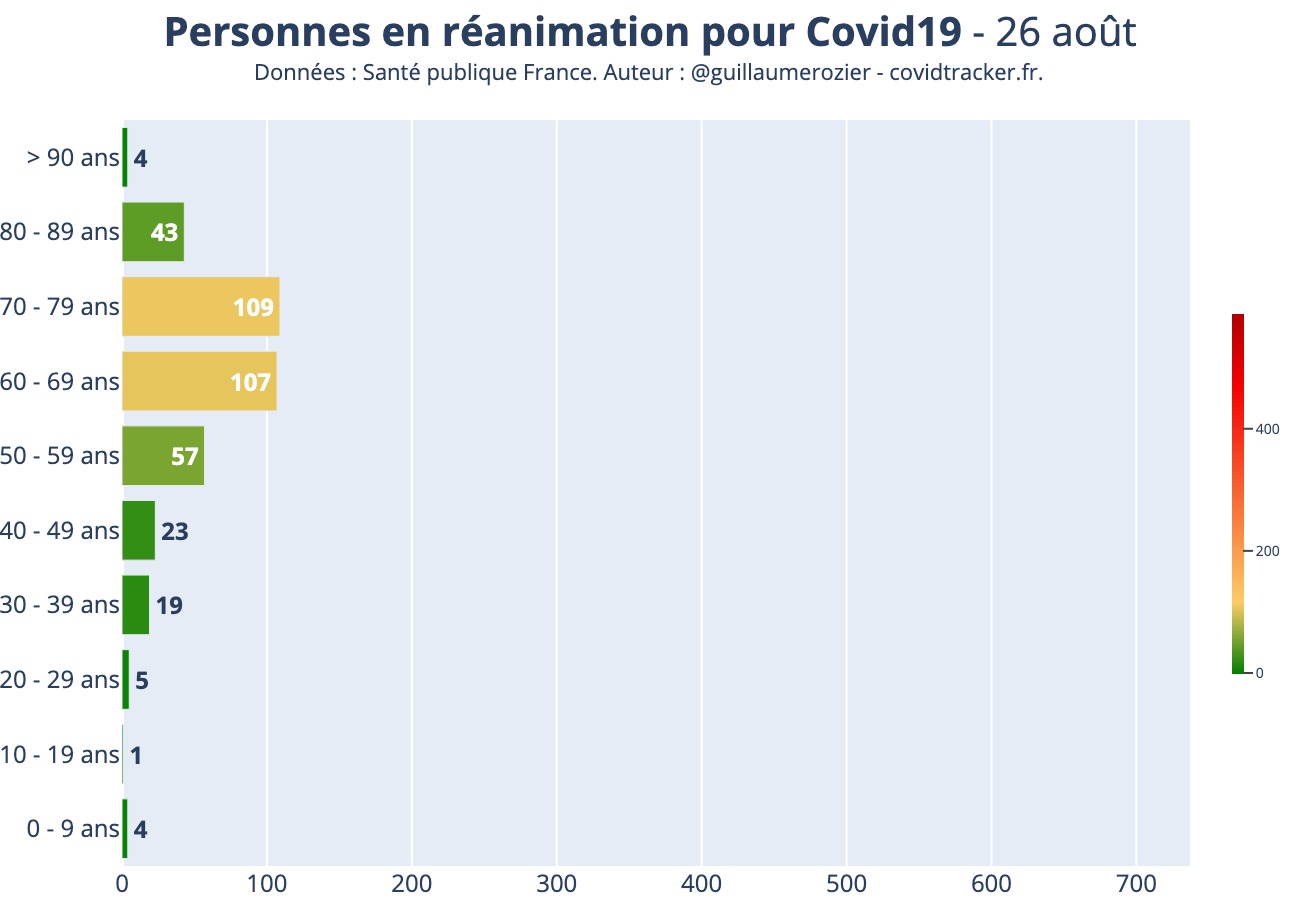 Personnes en réanimation pour Covid19 - 26 août
Données : Santé publique France. Auteur : @guillaumerozier - covidtracker.fr.
> 90 ans 4
80 - 89 ans 43
70 - 79 ans 109
60 - 69 ans 107
50 - 59 ans 57
40 - 49 ans 23
30 - 39 ans 19
20 - 29 ans 5
10 - 19 ans 1
0 - 9 ans 4
0 100 200 300 400 500 600 700
400
200
0